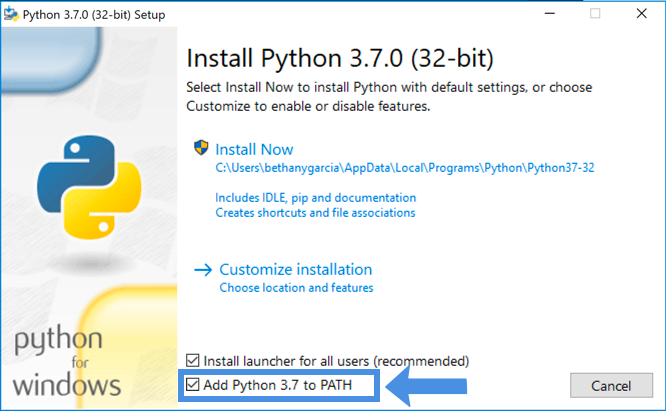 Python 3.7.0 (32-bit) Setup
Install Python 3.7.0 (32-bit)
Select Install Now to install Python with default settings, or choose
Customize to enable or disable features.
Install Now
C:\Users\bethanygarcia\AppData\Local\Programs\Python\Python37-32
Includes IDLE, pip and documentation
Creates shortcuts and file associations
Customize installation
Choose location and features
python
for
windows
Install launcher for all users (recommended)
Add Python 3.7 to PATH
Cancel